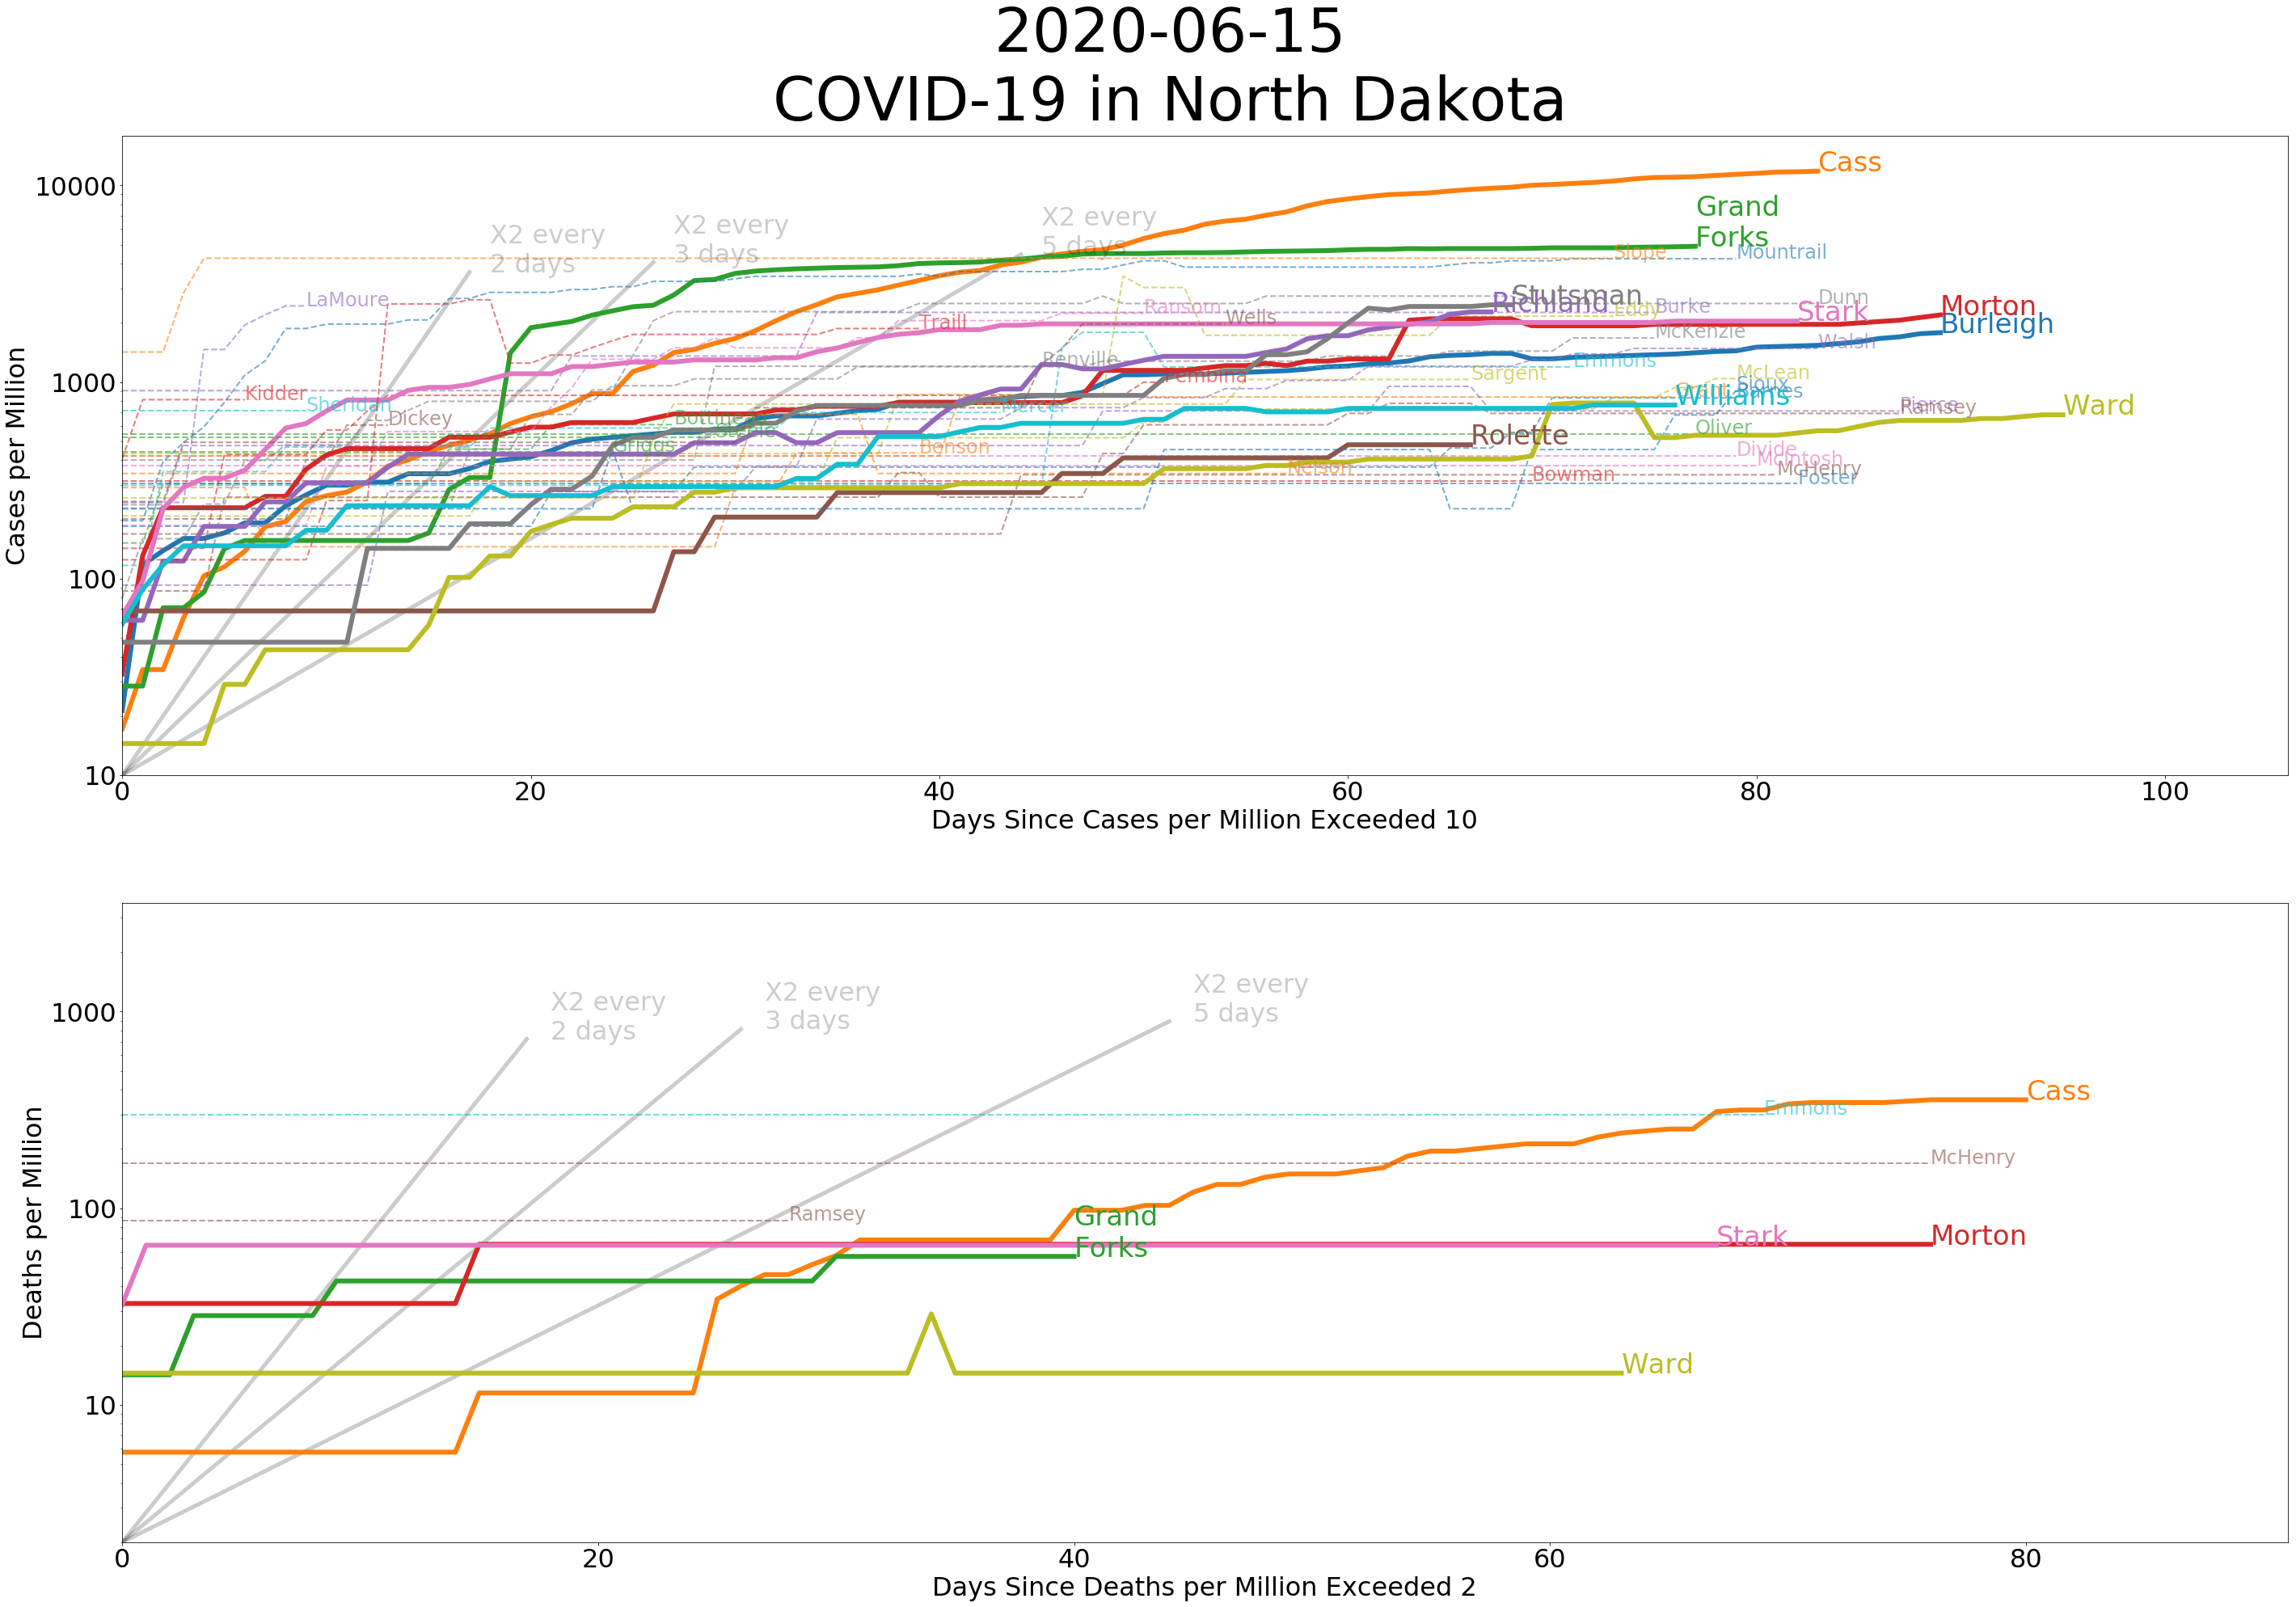 2020-06-15
COVID-19 in North Dakota
Cases per Million
10000
1000
100
10
0
20
40
60
80
100
Days Since Cases per Million Exceeded 10
X2 every
2 days
X2 every
3 days
X2 every
5 days
Cass
Grand
Forks
Slope
Mountrail
LaMoure
Dunn
Stutsman
Richland
Ransom
Burke
Eddy
Stark
Morton
Burleigh
Traill
Wells
McKenzie
Walsh
Renville
Emmons
Pembina
Sargent
McLean
Sioux
Barnes
Kidder
Sheridan
Dickey
Mercer
Williams
Pierce
Ramsey
Ward
Steele
Griggs
Benson
Rolette
Oliver
Divide
McIntosh
Nelson
Bowman
McHenry
Foster
Deaths per Million
1000
100
10
0
20
40
60
80
Days Since Deaths per Million Exceeded 2
X2 every
2 days
X2 every
3 days
X2 every
5 days
Cass
Emmons
McHenry
Ramsey
Grand
Forks
Stark
Morton
Ward